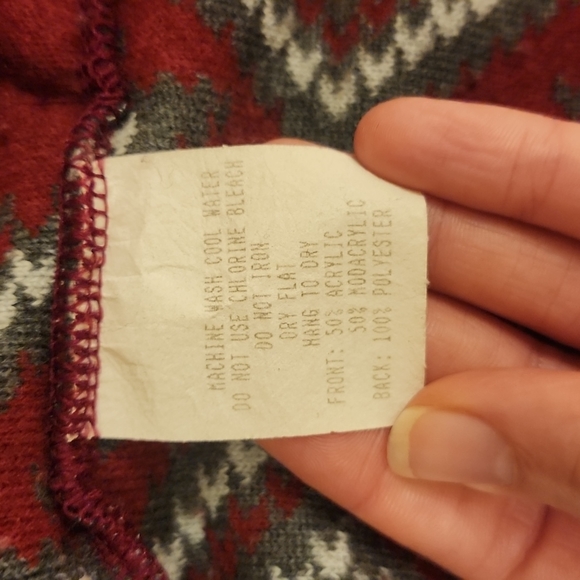 MACHINE WASH COOL WATER
DO NOT USE CHLORINE BLEACH
DO NOT IRON
DRY FLAT
HANG TO DRY
FRONT: 50% ACRYLIC
50% MODACRYLIC
BACK: 100% POLYESTER